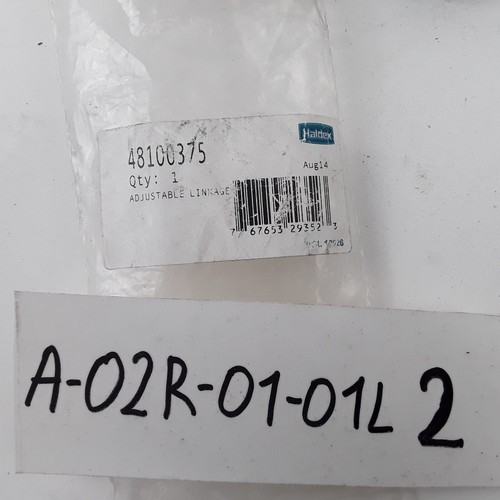 Haldex
48100375
Aug14
Qty: 1
ADJUSTABLE LINKAGE
7 67653 29352 3
A-02R-01-01L 2